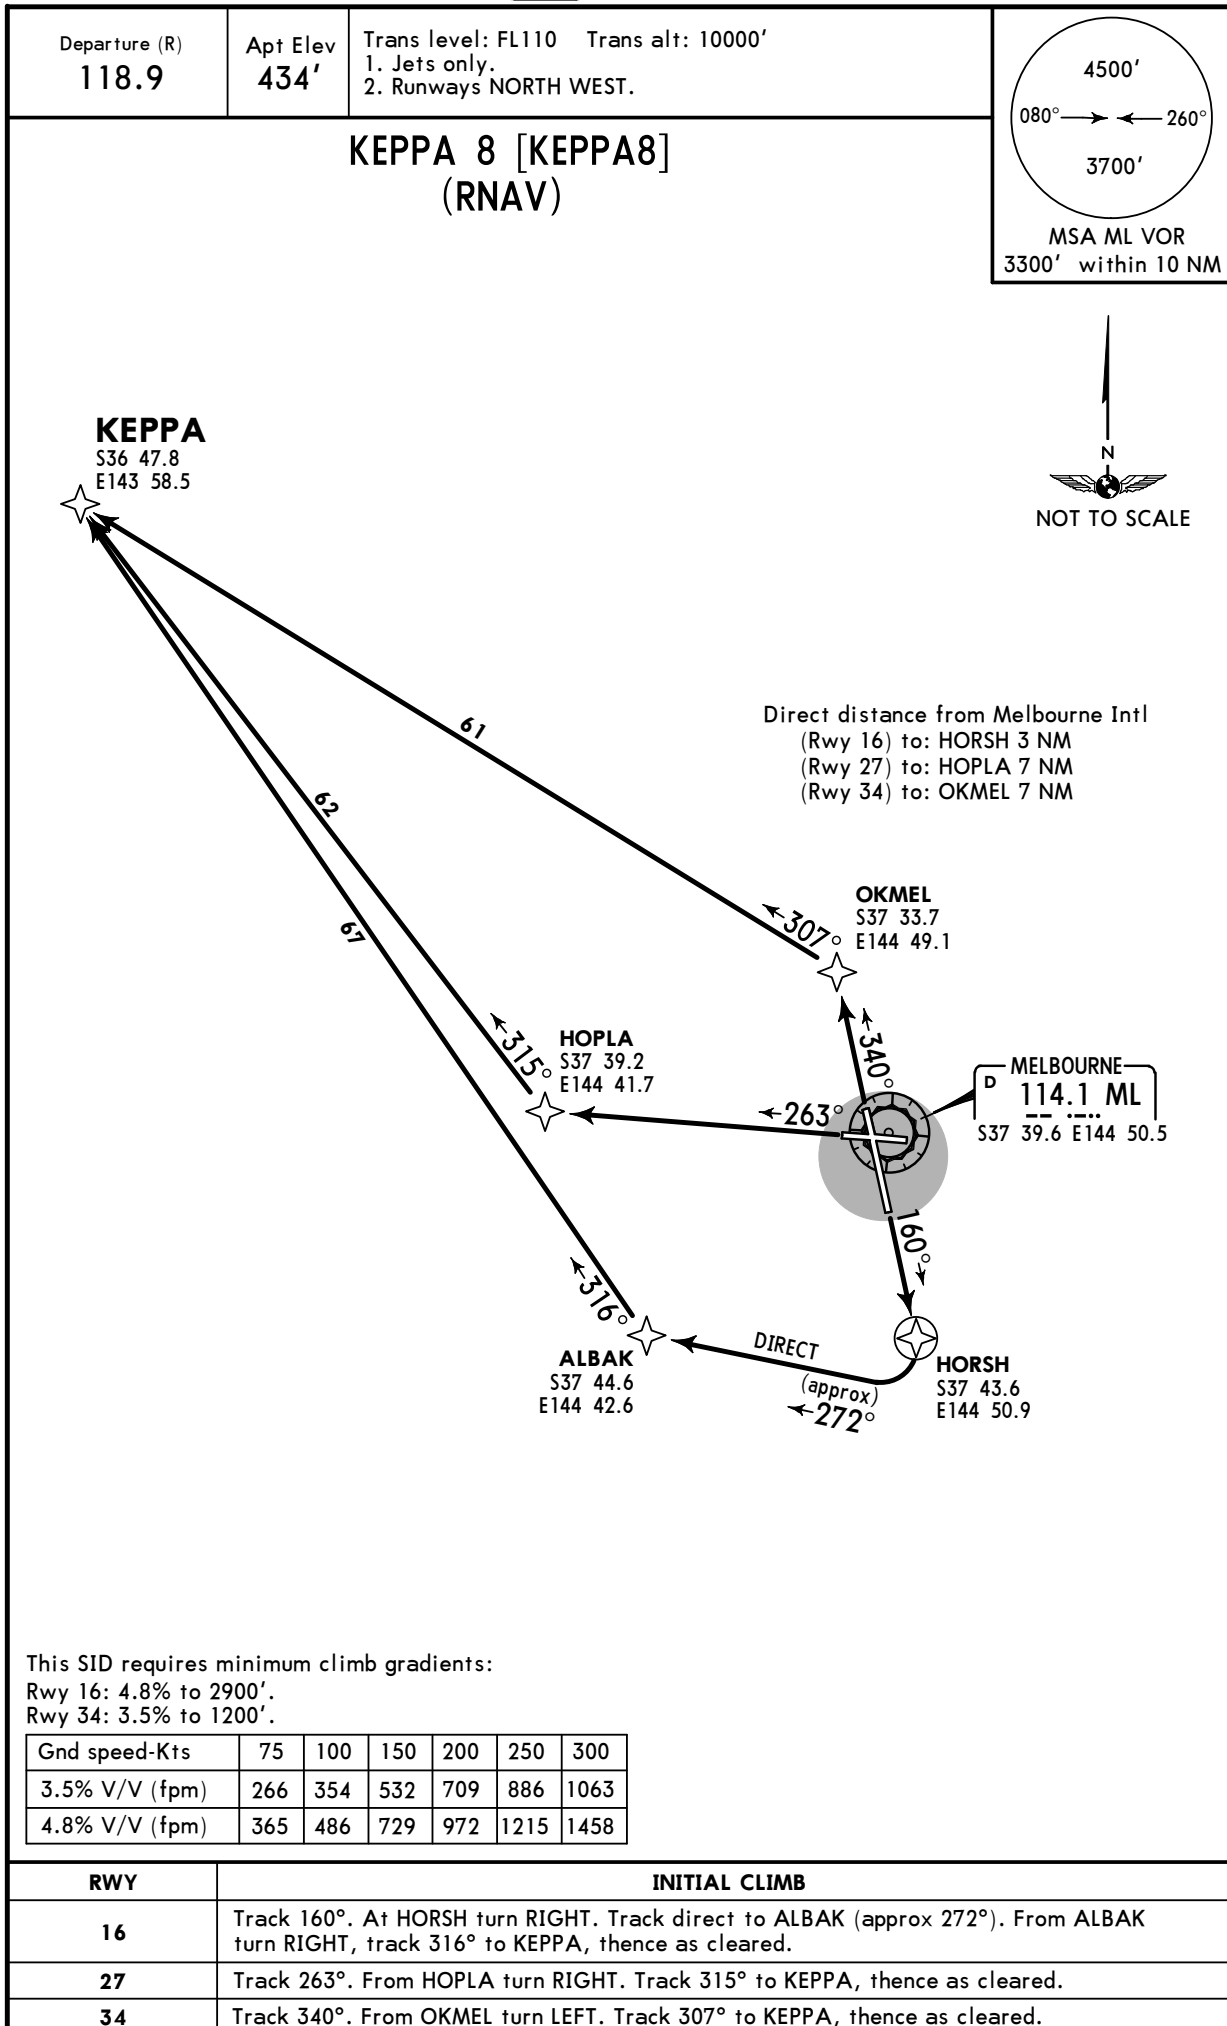 Departure (R)
118.9
Apt Elev
434'
Trans level: FL110 Trans alt: 10000'
1. Jets only.
2. Runways NORTH WEST.
4500'
080° 260°
3700'
MSA ML VOR
3300' within 10 NM
KEPPA 8 [KEPPA8]
(RNAV)
N
NOT TO SCALE
KEPPA
S36 47.8
E143 58.5
61
62
67
Direct distance from Melbourne Intl
(Rwy 16) to: HORSH 3 NM
(Rwy 27) to: HOPLA 7 NM
(Rwy 34) to: OKMEL 7 NM
OKMEL
S37 33.7
E144 49.1
307°
340°
HOPLA
S37 39.2
E144 41.7
315°
263°
MELBOURNE
D 114.1 ML
S37 39.6 E144 50.5
160°
316°
ALBAK
S37 44.6
E144 42.6
DIRECT
(approx)
272°
HORSH
S37 43.6
E144 50.9
This SID requires minimum climb gradients:
Rwy 16: 4.8% to 2900'.
Rwy 34: 3.5% to 1200'.
Gnd speed-Kts 75 100 150 200 250 300
3.5% V/V (fpm) 266 354 532 709 886 1063
4.8% V/V (fpm) 365 486 729 972 1215 1458
RWY INITIAL CLIMB
16 Track 160°. At HORSH turn RIGHT. Track direct to ALBAK (approx 272°). From ALBAK
turn RIGHT, track 316° to KEPPA, thence as cleared.
27 Track 263°. From HOPLA turn RIGHT. Track 315° to KEPPA, thence as cleared.
34 Track 340°. From OKMEL turn LEFT. Track 307° to KEPPA, thence as cleared.